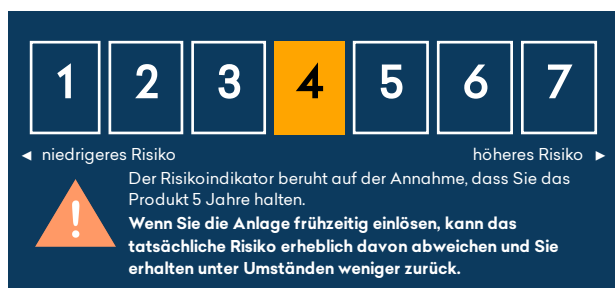 1 2 3 4 5 6 7
◄ niedrigeres Risiko höheres Risiko ►
Der Risikoindikator beruht auf der Annahme, dass Sie das
Produkt 5 Jahre halten.
Wenn Sie die Anlage frühzeitig einlösen, kann das
tatsächliche Risiko erheblich davon abweichen und Sie
erhalten unter Umständen weniger zurück.
!